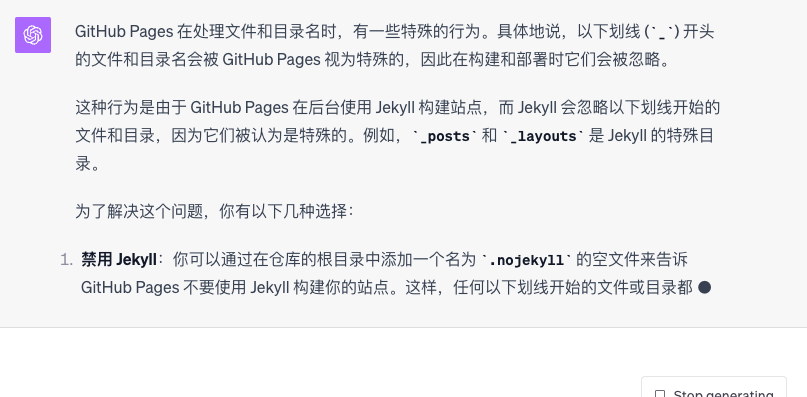 GitHub Pages 在处理文件和目录名时，有一些特殊的行为。具体地说，以下划线 (`_`) 开头
的文件和目录名会被 GitHub Pages 视为特殊的，因此在构建和部署时它们会被忽略。
这种行为是由于 GitHub Pages 在后台使用 Jekyll 构建站点，而 Jekyll 会忽略以下划线开始的
文件和目录，因为它们被认为是特殊的。例如，`_posts` 和 `_layouts` 是 Jekyll 的特殊目
录。
为了解决这个问题，你有以下几种选择：
1. 禁用 Jekyll：你可以通过在仓库的根目录中添加一个名为 `.nojekyll` 的空文件来告诉
GitHub Pages 不要使用 Jekyll 构建你的站点。这样，任何以下划线开始的文件或目录都
Stop generating